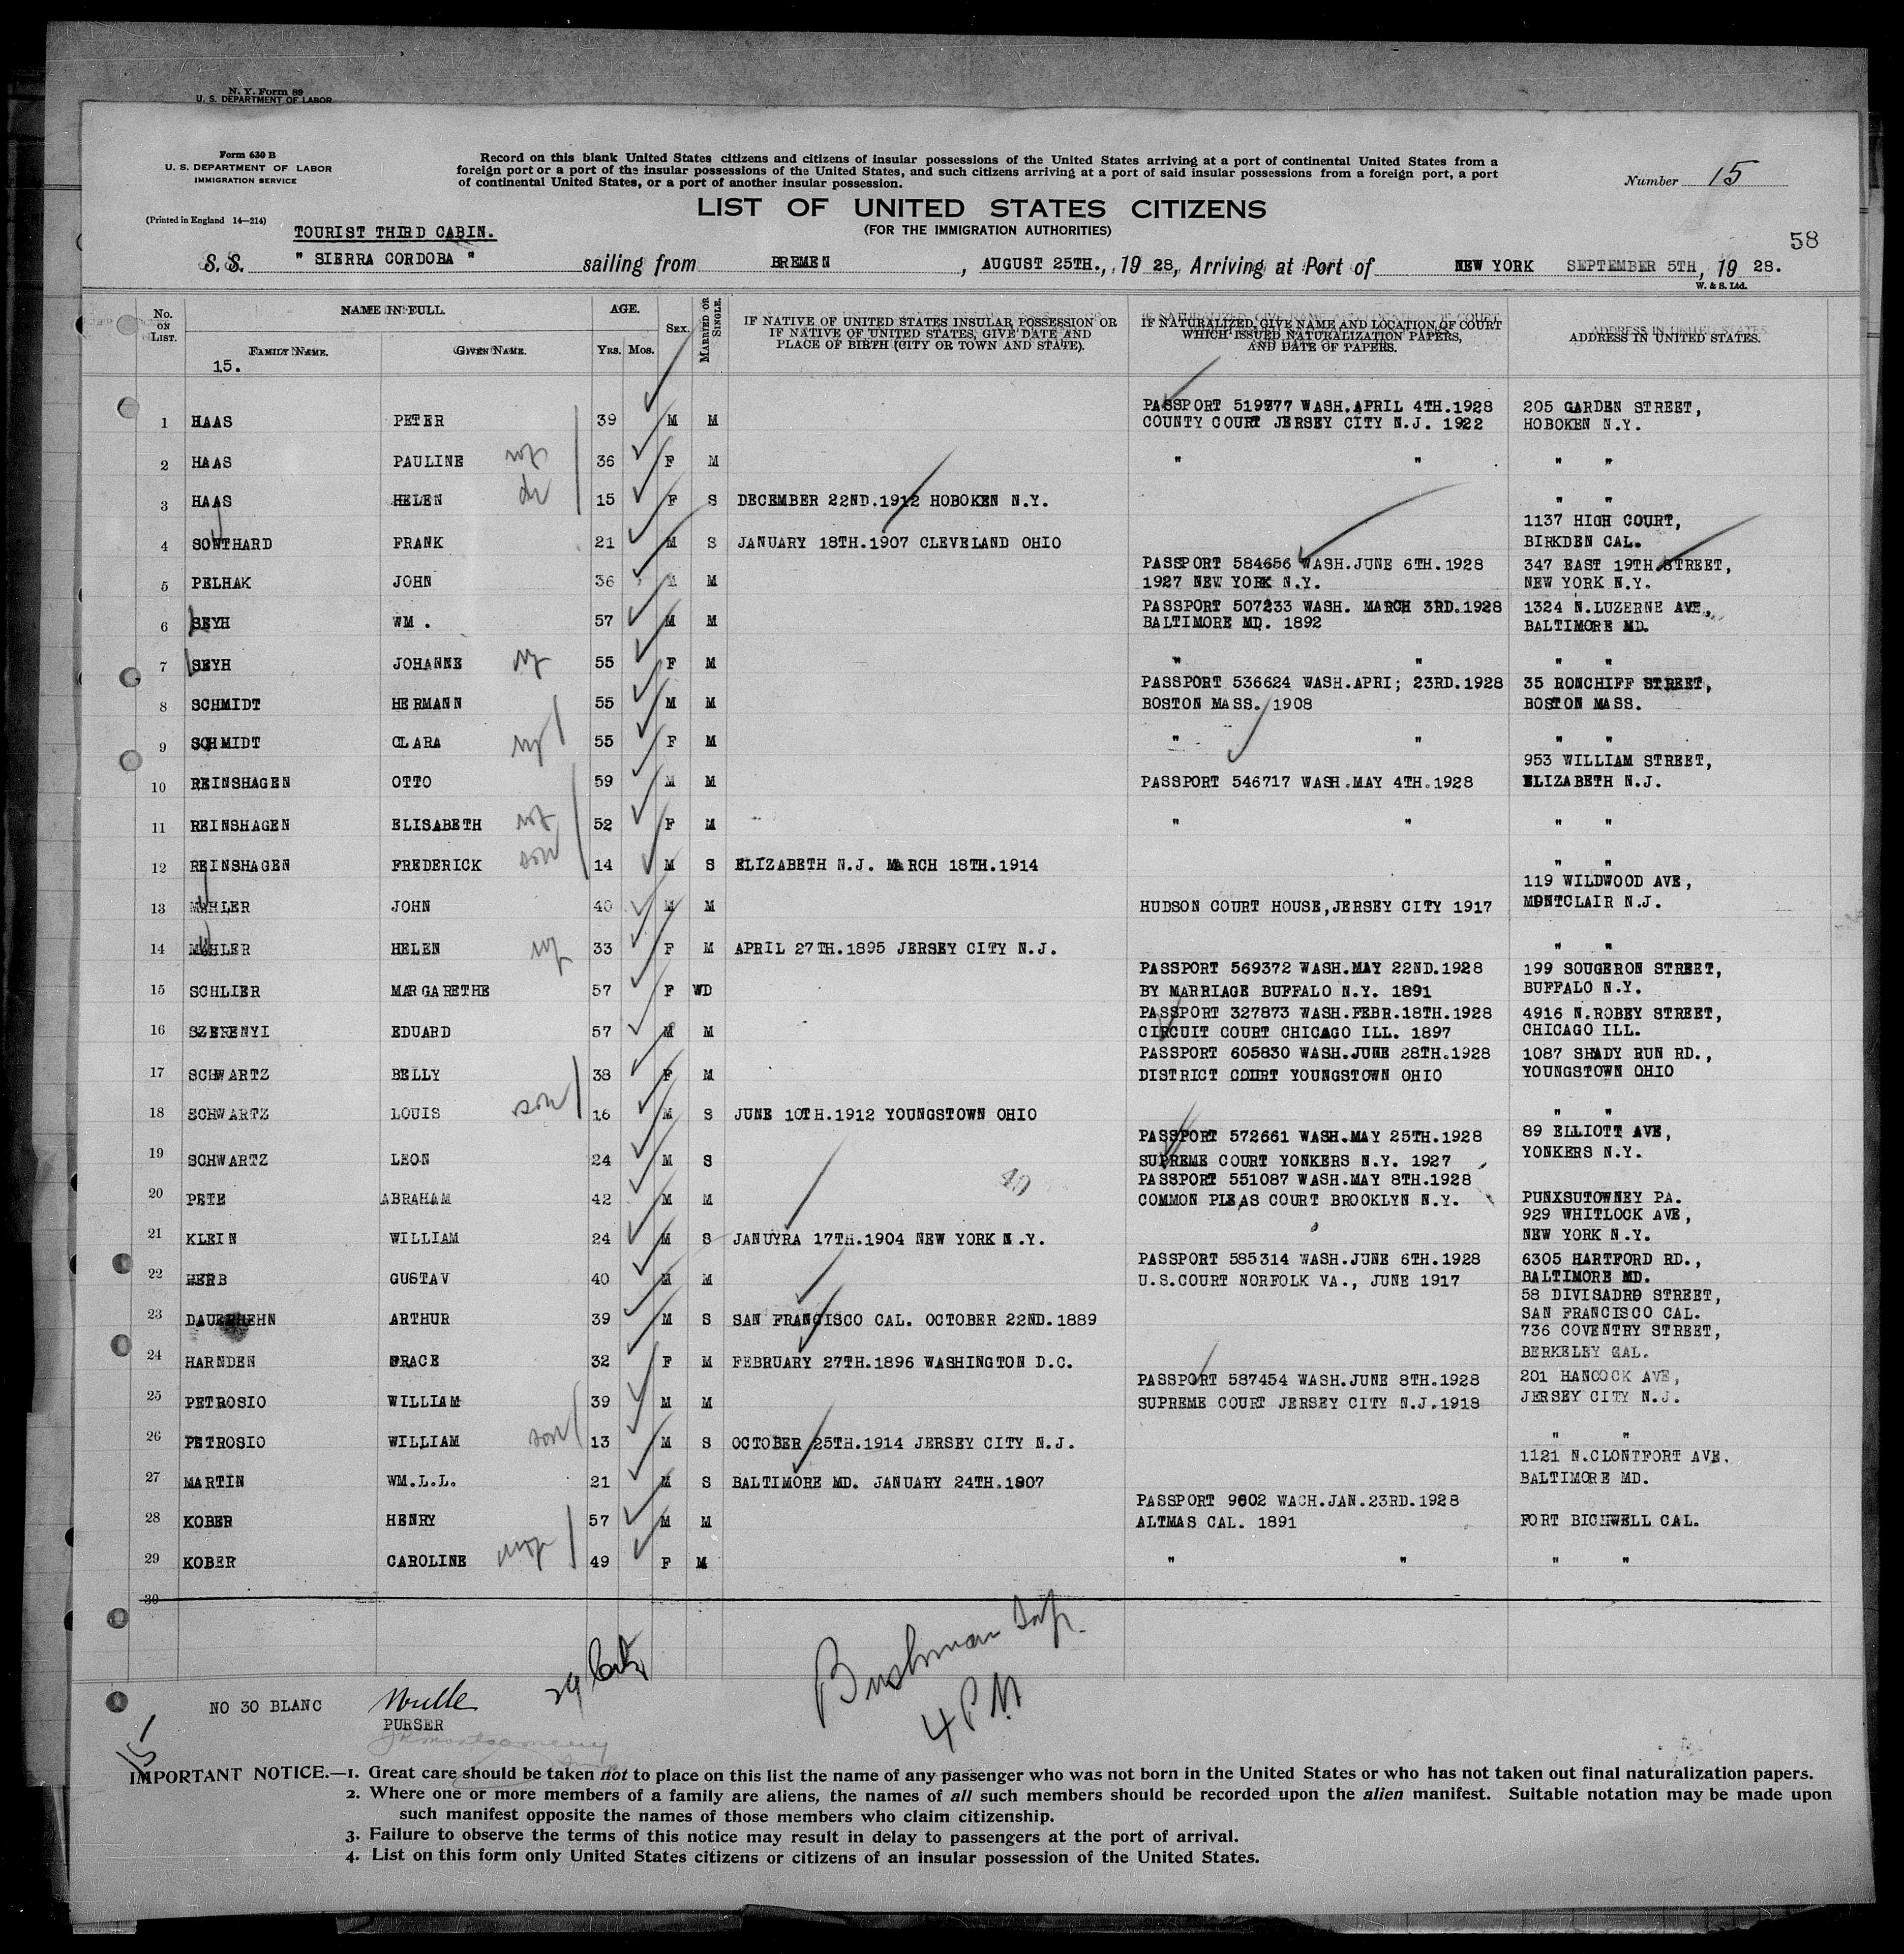 N. Y. Form 89
U. S. DEPARTMENT OF LABOR
Form 630 B
U. S. DEPARTMENT OF LABOR
IMMIGRATION SERVICE
(Printed in England 14—214)
Record on this blank United States citizens and citizens of insular possessions of the United States arriving at a port of continental United States from a
foreign port or a port of the insular possessions of the United States, and such citizens arriving at a port of said insular possessions from a foreign port, a port
of continental United States, or a port of another insular possession.
Number 15
LIST OF UNITED STATES CITIZENS
(FOR THE IMMIGRATION AUTHORITIES)
58
TOURIST THIRD CABIN.
S. S. " SIERRA CORDOBA " sailing from BREMEN, AUGUST 25TH., 19 28, Arriving at Port of NEW YORK SEPTEMBER 5TH, 19 28.
W. & S. Ltd.
No. ON LIST. NAME IN FULL. AGE. SEX. MARRIED OR SINGLE. IF NATIVE OF UNITED STATES INSULAR POSSESSION OR IF NATIVE OF UNITED STATES, GIVE DATE AND PLACE OF BIRTH (CITY OR TOWN AND STATE). IF NATURALIZED, GIVE NAME AND LOCATION OF COURT WHICH ISSUED NATURALIZATION PAPERS, AND DATE OF PAPERS. ADDRESS IN UNITED STATES.
FAMILY NAME. GIVEN NAME. YRS. MOS.
15.
PASSPORT 519877 WASH.APRIL 4TH.1928 205 GARDEN STREET,
1 HAAS PETER 39 M M COUNTY COURT JERSEY CITY N.J. 1922 HOBOKEN N.Y.
2 HAAS PAULINE 36 F M " " " "
3 HAAS HELEN 15 F S DECEMBER 22ND.1912 HOBOKEN N.Y. " "
1137 HIGH COURT,
4 SONTHARD FRANK 21 M S JANUARY 18TH.1907 CLEVELAND OHIO BIRKDEN CAL.
PASSPORT 584656 WASH.JUNE 6TH.1928 347 EAST 19TH.STREET,
5 PELHAK JOHN 36 M M 1927 NEW YORK N.Y. NEW YORK N.Y.
PASSPORT 507233 WASH. MARCH 3RD.1928 1324 N.LUZERNE AVE,
6 SEYH WM . 57 M M BALTIMORE MD. 1892 BALTIMORE MD.
7 SEYH JOHANNE 55 F M " " " "
PASSPORT 536624 WASH.APRI; 23RD.1928 35 RONCHIFF STREET,
8 SCHMIDT HERMANN 55 M M BOSTON MASS. 1908 BOSTON MASS.
9 SCHMIDT CLARA 55 F M " " " "
953 WILLIAM STREET,
10 REINSHAGEN OTTO 59 M M PASSPORT 546717 WASH.MAY 4TH.1928 ELIZABETH N.J.
11 REINSHAGEN ELISABETH 52 F M " " " "
12 REINSHAGEN FREDERICK son 14 M S ELIZABETH N.J. MARCH 18TH.1914 " "
119 WILDWOOD AVE,
13 MAHLER JOHN 40 M M HUDSON COURT HOUSE,JERSEY CITY 1917 MONTCLAIR N.J.
14 MAHLER HELEN 33 F M APRIL 27TH.1895 JERSEY CITY N.J. " "
PASSPORT 569372 WASH.MAY 22ND.1928 199 SOUGERON STREET,
15 SCHLIER MARGARETHE 57 F WD BY MARRIAGE BUFFALO N.Y. 1891 BUFFALO N.Y.
PASSPORT 327873 WASH.FEBR.18TH.1928 4916 N.ROBEY STREET,
16 SZERENYI EDUARD 57 M M CIRCUIT COURT CHICAGO ILL. 1897 CHICAGO ILL.
PASSPORT 605830 WASH.JUNE 28TH.1928 1087 SHADY RUN RD.,
17 SCHWARTZ BELLY 38 F M DISTRICT COURT YOUNGSTOWN OHIO YOUNGSTOWN OHIO
18 SCHWARTZ LOUIS son 16 M S JUNE 10TH.1912 YOUNGSTOWN OHIO " "
PASSPORT 572661 WASH.MAY 25TH.1928 89 ELLIOTT AVE,
19 SCHWARTZ LEON 24 M S SUPREME COURT YONKERS N.Y. 1927 YONKERS N.Y.
40 PASSPORT 551087 WASH.MAY 8TH.1928
20 PETE ABRAHAM 42 M M COMMON PLEAS COURT BROOKLYN N.Y. PUNXSUTOWNEY PA.
929 WHITLOCK AVE,
21 KLEIN WILLIAM 24 M S JANUYRA 17TH.1904 NEW YORK N.Y. NEW YORK N.Y.
PASSPORT 585314 WASH.JUNE 6TH.1928 6305 HARTFORD RD.,
22 HERB GUSTAV 40 M M U.S.COURT NORFOLK VA., JUNE 1917 BALTIMORE MD.
58 DIVISADRO STREET,
23 DAUERHEHN ARTHUR 39 M S SAN FRANCISCO CAL. OCTOBER 22ND.1889 SAN FRANCISCO CAL.
736 COVENTRY STREET,
24 HARNDEN GRACE 32 F M FEBRUARY 27TH.1896 WASHINGTON D.C. BERKELEY CAL.
PASSPORT 587454 WASH.JUNE 8TH.1928 201 HANCOCK AVE,
25 PETROSIO WILLIAM 39 M M SUPREME COURT JERSEY CITY N.J.1918 JERSEY CITY N.J.
26 PETROSIO WILLIAM son 13 M S OCTOBER 25TH.1914 JERSEY CITY N.J. " "
1121 N.CLONTFORT AVE.
27 MARTIN WM.L.L. 21 M S BALTIMORE MD. JANUARY 24TH.1907 BALTIMORE MD.
PASSPORT 9602 WACH.JAN.23RD.1928
28 KOBER HENRY 57 M M ALTMAS CAL. 1891 FORT BICHWELL CAL.
29 KOBER CAROLINE 49 F M " " " "
30
Bushman Insp.
4 P.M
NO 30 BLANC
PURSER
15
IMPORTANT NOTICE.—1. Great care should be taken not to place on this list the name of any passenger who was not born in the United States or who has not taken out final naturalization papers.
2. Where one or more members of a family are aliens, the names of all such members should be recorded upon the alien manifest. Suitable notation may be made upon
such manifest opposite the names of those members who claim citizenship.
3. Failure to observe the terms of this notice may result in delay to passengers at the port of arrival.
4. List on this form only United States citizens or citizens of an insular possession of the United States.